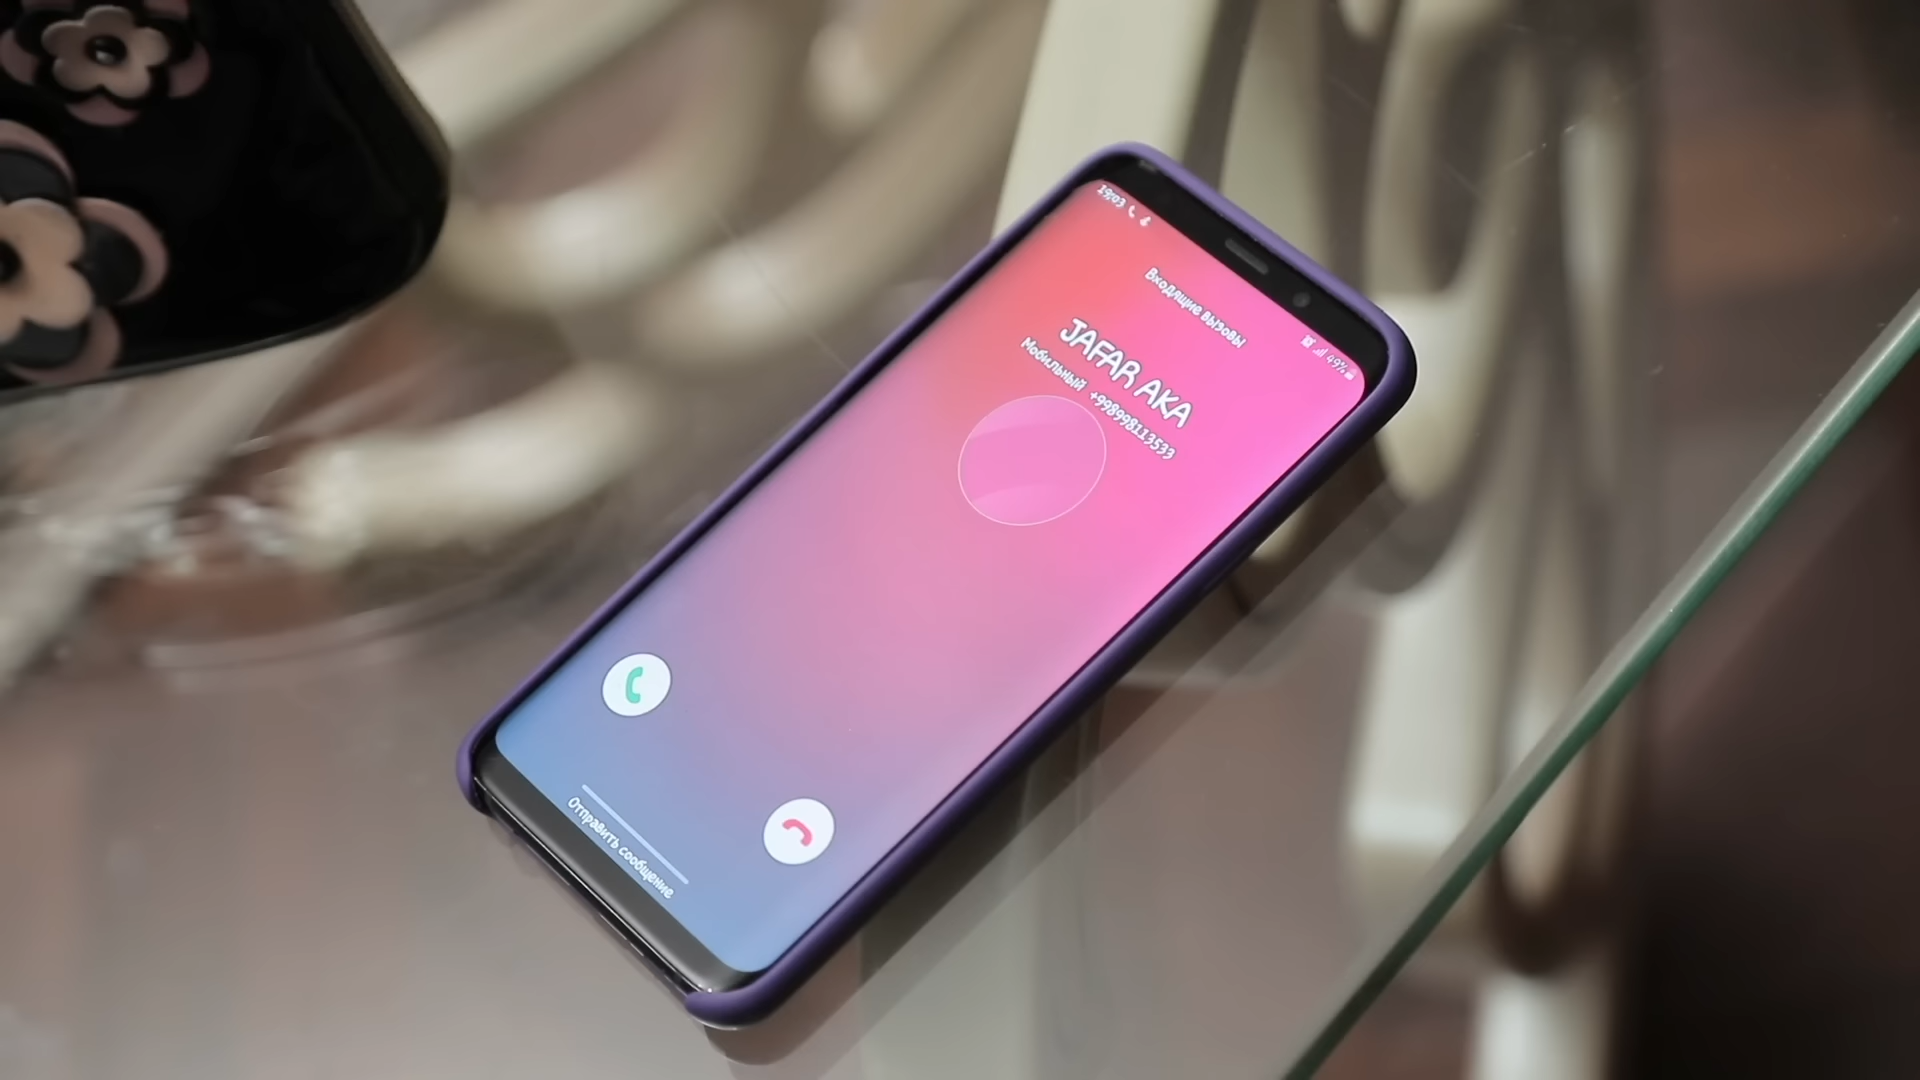 19:03
49%
Входящие вызовы
JAFAR AKA
Мобильный +998998113533
Отправить сообщение